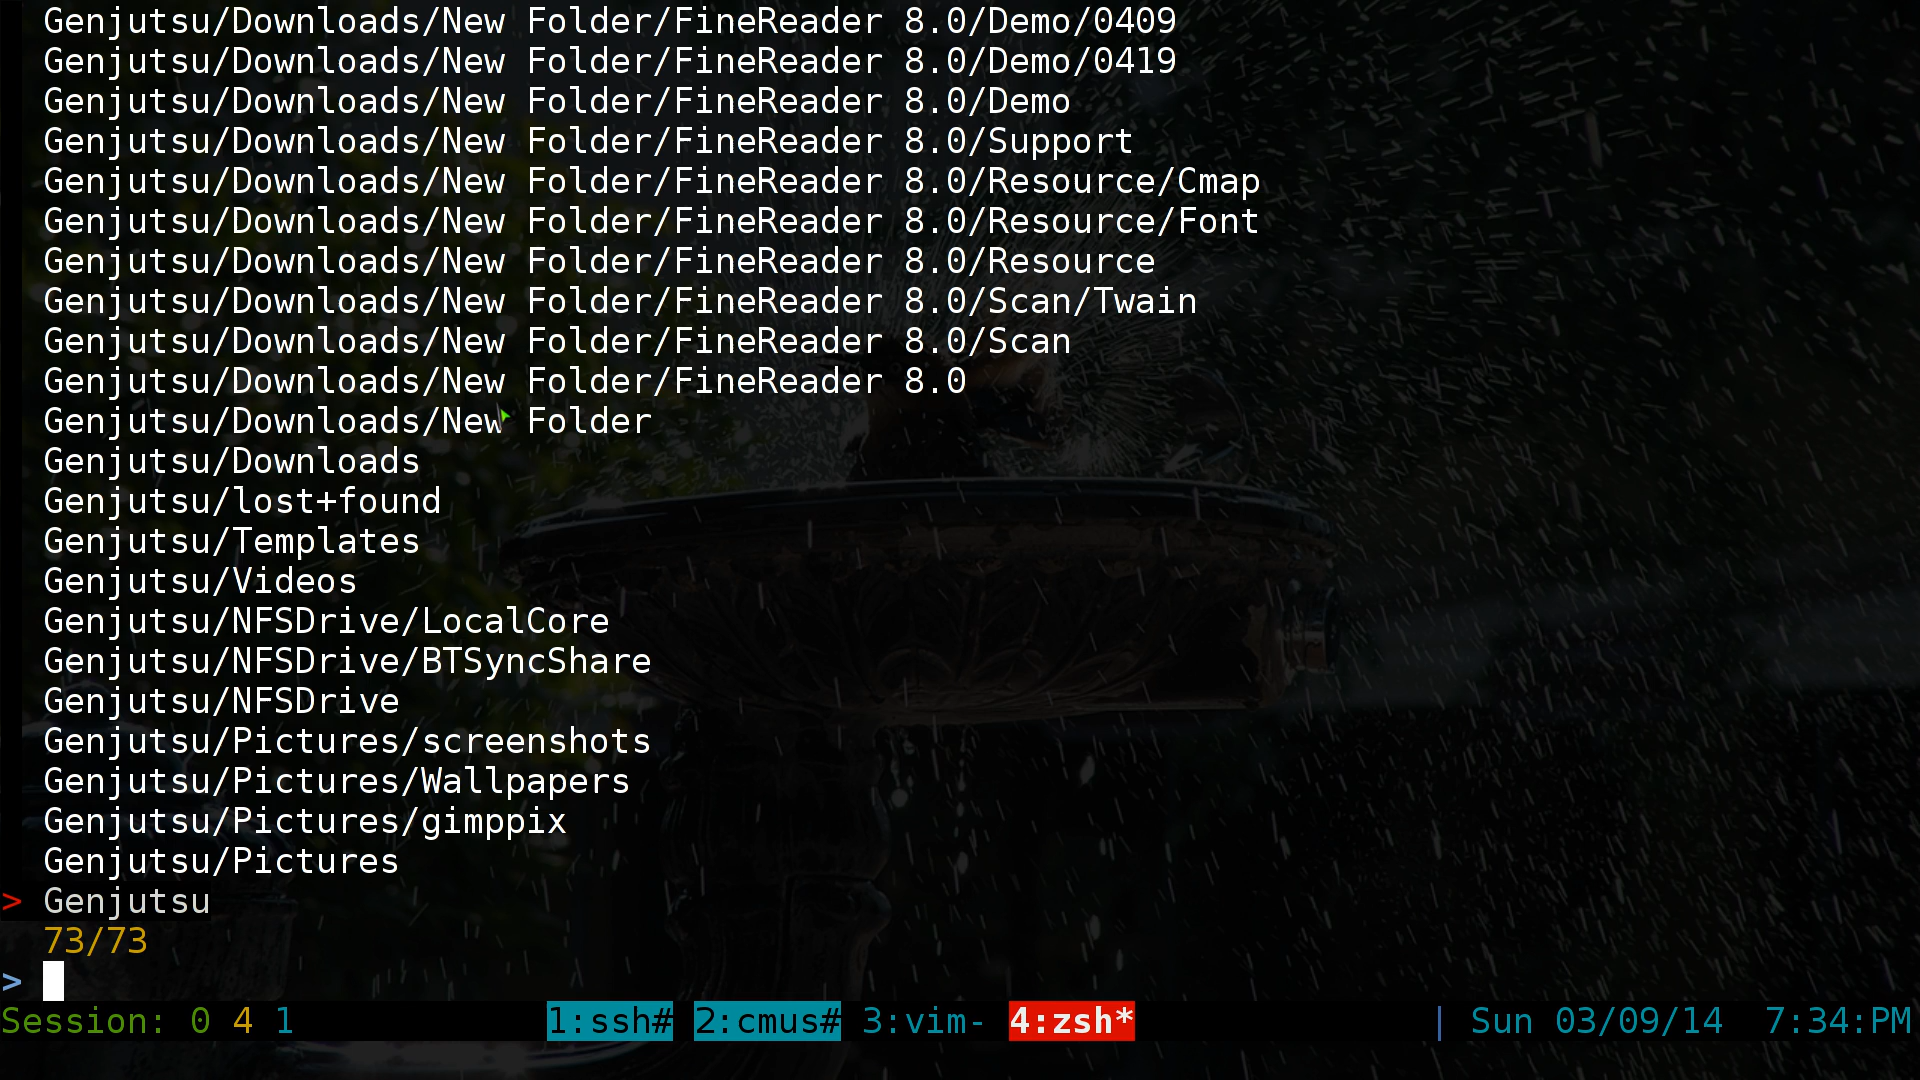 Genjutsu/Downloads/New Folder/FineReader 8.0/Demo/0409
Genjutsu/Downloads/New Folder/FineReader 8.0/Demo/0419
Genjutsu/Downloads/New Folder/FineReader 8.0/Demo
Genjutsu/Downloads/New Folder/FineReader 8.0/Support
Genjutsu/Downloads/New Folder/FineReader 8.0/Resource/Cmap
Genjutsu/Downloads/New Folder/FineReader 8.0/Resource/Font
Genjutsu/Downloads/New Folder/FineReader 8.0/Resource
Genjutsu/Downloads/New Folder/FineReader 8.0/Scan/Twain
Genjutsu/Downloads/New Folder/FineReader 8.0/Scan
Genjutsu/Downloads/New Folder/FineReader 8.0
Genjutsu/Downloads/New Folder
Genjutsu/Downloads
Genjutsu/lost+found
Genjutsu/Templates
Genjutsu/Videos
Genjutsu/NFSDrive/LocalCore
Genjutsu/NFSDrive/BTSyncShare
Genjutsu/NFSDrive
Genjutsu/Pictures/screenshots
Genjutsu/Pictures/Wallpapers
Genjutsu/Pictures/gimppix
Genjutsu/Pictures
> Genjutsu
73/73
>
Session: 0 4 1 1:ssh# 2:cmus# 3:vim- 4:zsh* | Sun 03/09/14 7:34:PM